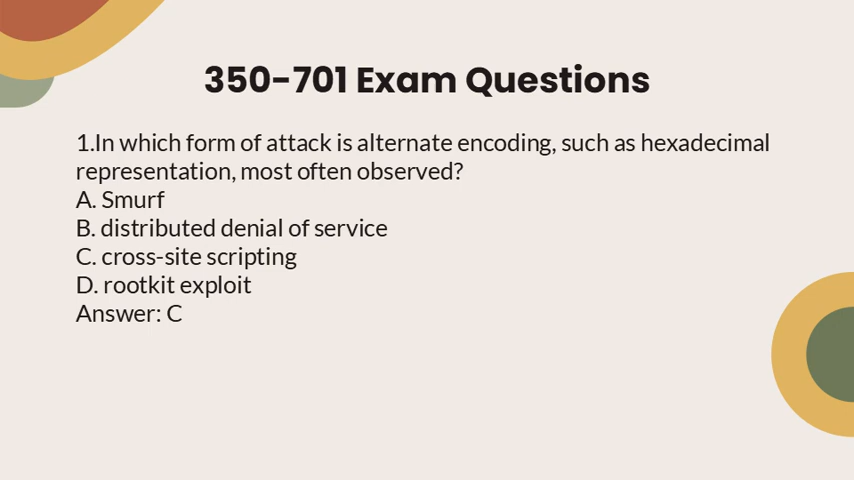 350-701 Exam Questions
1.In which form of attack is alternate encoding, such as hexadecimal
representation, most often observed?
A. Smurf
B. distributed denial of service
C. cross-site scripting
D. rootkit exploit
Answer: C